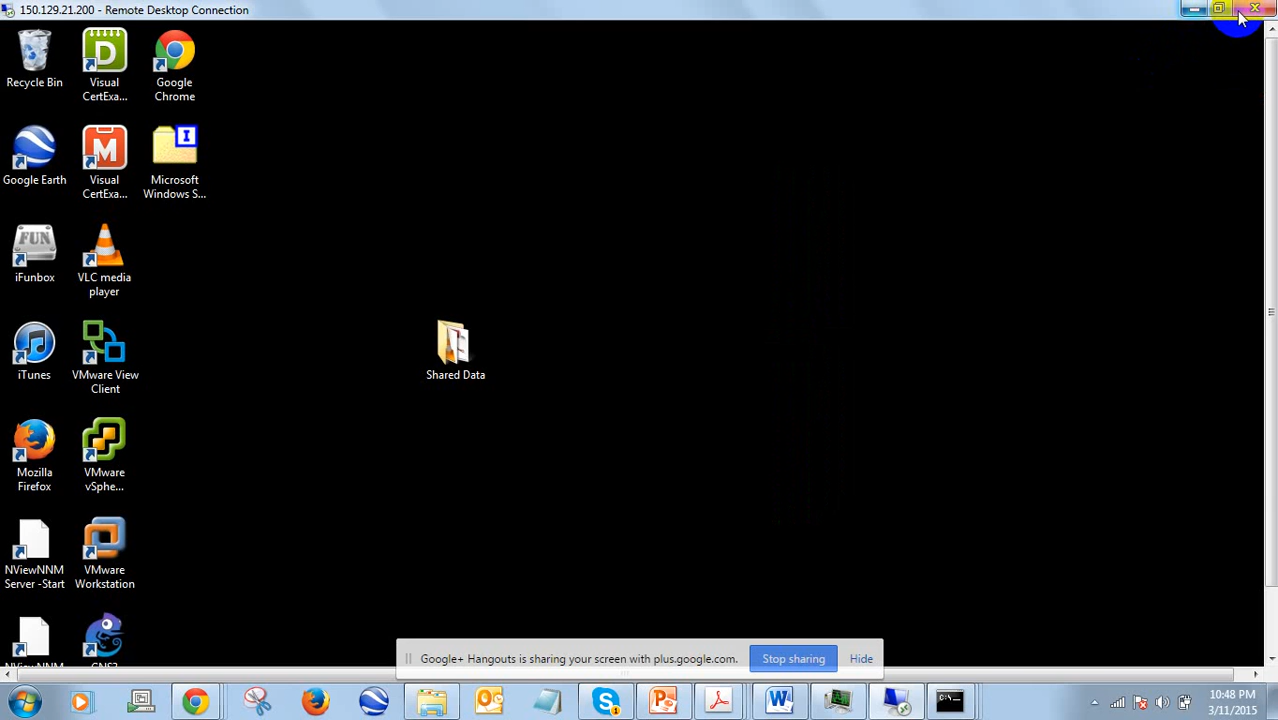 150.129.21.200 - Remote Desktop Connection
Recycle Bin
Visual
CertExa...
Google
Chrome
Google Earth
Visual
CertExa...
Microsoft
Windows S...
iFunbox
VLC media
player
Shared Data
iTunes
VMware View
Client
Mozilla
Firefox
VMware
vSphe...
NViewNNM
Server -Start
VMware
Workstation
NViewNNM
GNS3
Google+ Hangouts is sharing your screen with plus.google.com.
Stop sharing
Hide
10:48 PM
3/11/2015